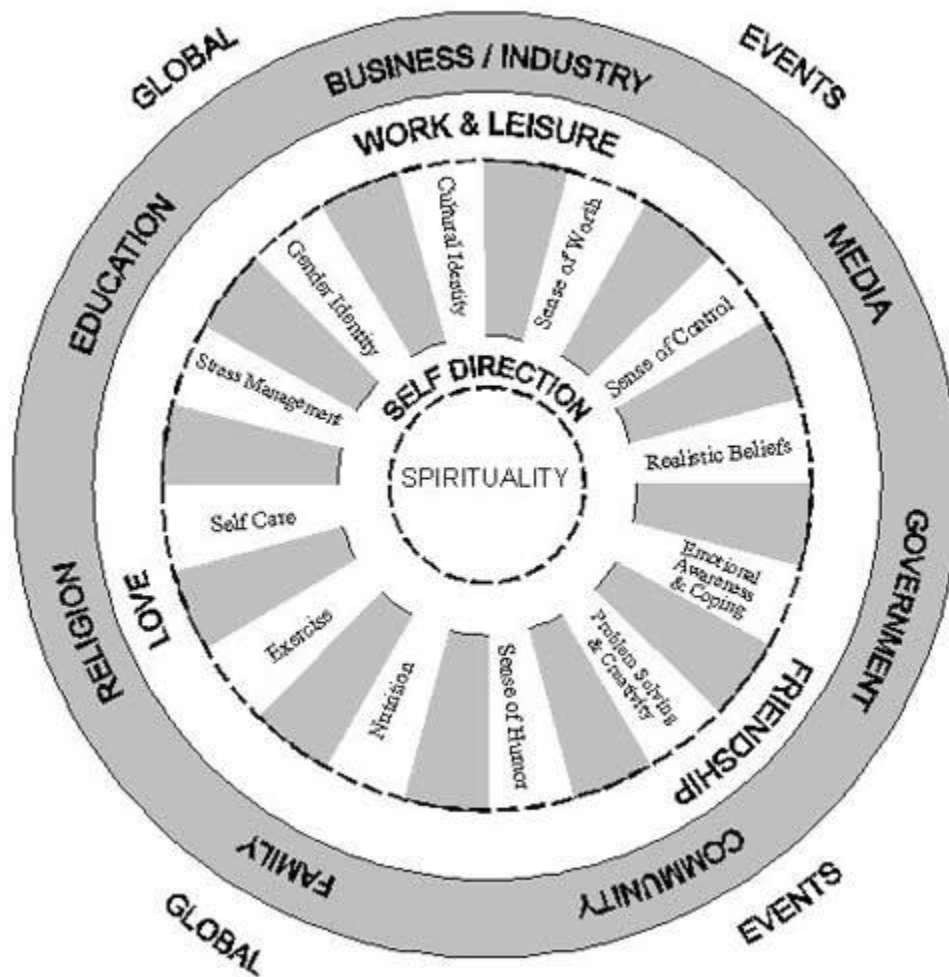 GLOBAL
EVENTS
BUSINESS / INDUSTRY
MEDIA
GOVERNMENT
COMMUNITY
FAMILY
RELIGION
EDUCATION
WORK & LEISURE
FRIENDSHIP
LOVE
Cultural Identity
Sense of Worth
Sense of Control
Realistic Beliefs
Emotional
Awareness
& Coping
Problem Solving
& Creativity
Sense of Humor
Nutrition
Exercise
Self Care
Stress Management
Gender Identity
SELF DIRECTION
SPIRITUALITY
GLOBAL
EVENTS